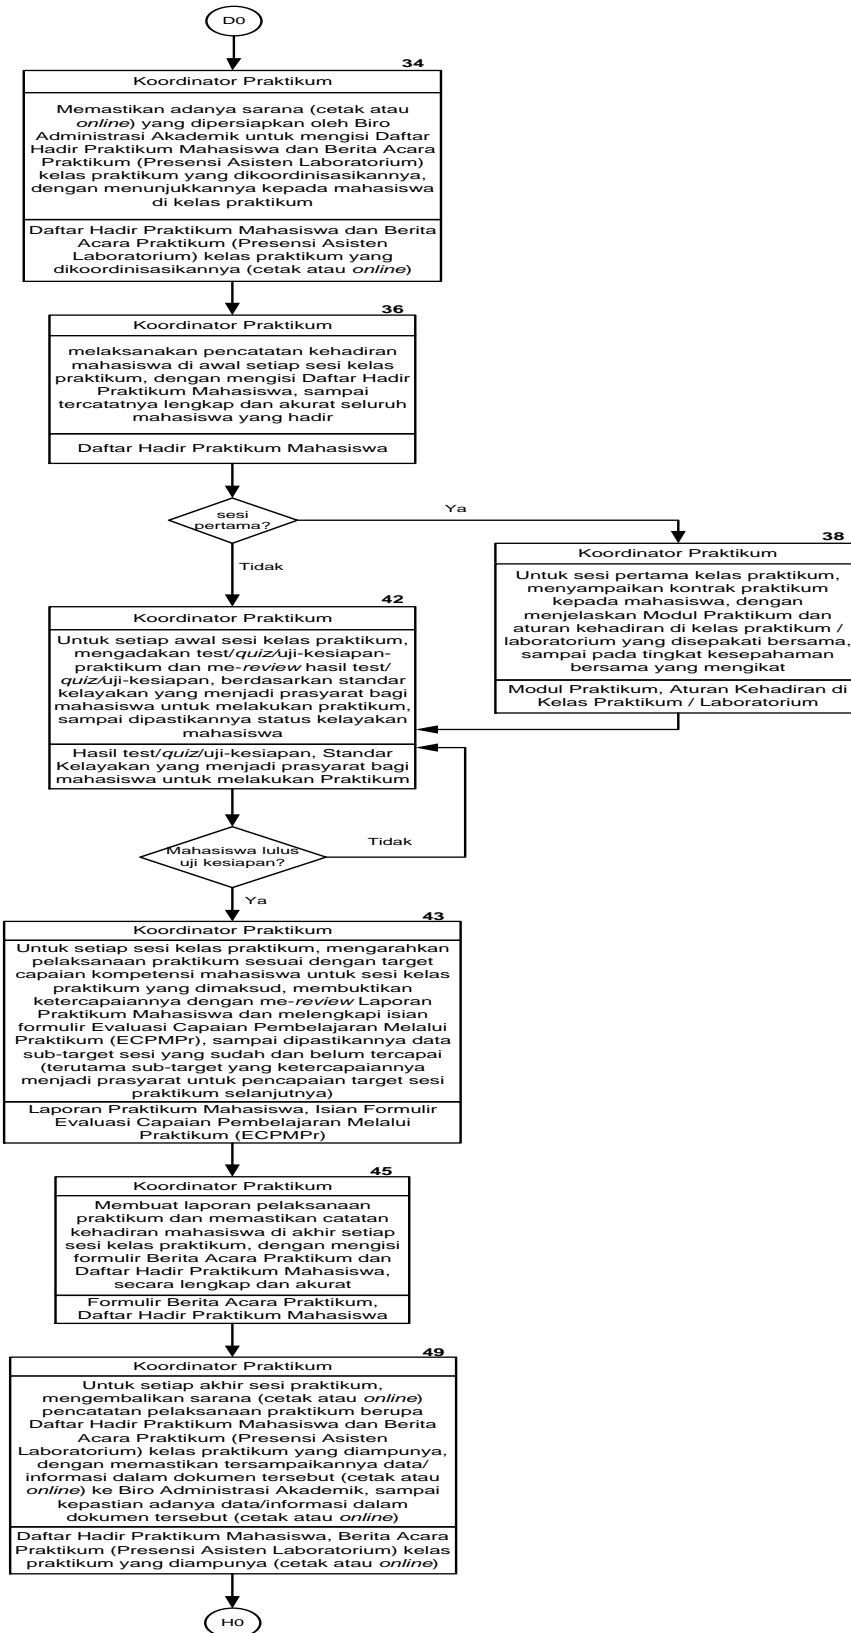 D0
34
Koordinator Praktikum
Memastikan adanya sarana (cetak atau
online) yang dipersiapkan oleh Biro
Administrasi Akademik untuk mengisi Daftar
Hadir Praktikum Mahasiswa dan Berita Acara
Praktikum (Presensi Asisten Laboratorium)
kelas praktikum yang dikoordinisasikannya,
dengan menunjukkannya kepada mahasiswa
di kelas praktikum
Daftar Hadir Praktikum Mahasiswa dan Berita
Acara Praktikum (Presensi Asisten
Laboratorium) kelas praktikum yang
dikoordinisasikannya (cetak atau online)
36
Koordinator Praktikum
melaksanakan pencatatan kehadiran
mahasiswa di awal setiap sesi kelas
praktikum, dengan mengisi Daftar Hadir
Praktikum Mahasiswa, sampai
tercatatnya lengkap dan akurat seluruh
mahasiswa yang hadir
Daftar Hadir Praktikum Mahasiswa
sesi
pertama?
Ya
Tidak
38
Koordinator Praktikum
Untuk sesi pertama kelas praktikum,
menyampaikan kontrak praktikum
kepada mahasiswa, dengan
menjelaskan Modul Praktikum dan
aturan kehadiran di kelas praktikum /
laboratorium yang disepakati bersama,
sampai pada tingkat kesepahaman
bersama yang mengikat
Modul Praktikum, Aturan Kehadiran di
Kelas Praktikum / Laboratorium
42
Koordinator Praktikum
Untuk setiap awal sesi kelas praktikum,
mengadakan test/quiz/uji-kesiapan-
praktikum dan me-review hasil test/
quiz/uji-kesiapan, berdasarkan standar
kelayakan yang menjadi prasyarat bagi
mahasiswa untuk melakukan praktikum,
sampai dipastikannya status kelayakan
mahasiswa
Hasil test/quiz/uji-kesiapan, Standar
Kelayakan yang menjadi prasyarat bagi
mahasiswa untuk melakukan Praktikum
Mahasiswa lulus
uji kesiapan?
Tidak
Ya
43
Koordinator Praktikum
Untuk setiap sesi kelas praktikum, mengarahkan
pelaksanaan praktikum sesuai dengan target
capaian kompetensi mahasiswa untuk sesi kelas
praktikum yang dimaksud, membuktikan
ketercapaiannya dengan me-review Laporan
Praktikum Mahasiswa dan melengkapi isian
formulir Evaluasi Capaian Pembelajaran Melalui
Praktikum (ECPMPr), sampai dipastikannya data
sub-target sesi yang sudah dan belum tercapai
(terutama sub-target yang ketercapaiannya
menjadi prasyarat untuk pencapaian target sesi
praktikum selanjutnya)
Laporan Praktikum Mahasiswa, Isian Formulir
Evaluasi Capaian Pembelajaran Melalui
Praktikum (ECPMPr)
45
Koordinator Praktikum
Membuat laporan pelaksanaan
praktikum dan memastikan catatan
kehadiran mahasiswa di akhir setiap
sesi kelas praktikum, dengan mengisi
formulir Berita Acara Praktikum dan
Daftar Hadir Praktikum Mahasiswa,
secara lengkap dan akurat
Formulir Berita Acara Praktikum,
Daftar Hadir Praktikum Mahasiswa
49
Koordinator Praktikum
Untuk setiap akhir sesi praktikum,
mengembalikan sarana (cetak atau online)
pencatatan pelaksanaan praktikum berupa
Daftar Hadir Praktikum Mahasiswa dan Berita
Acara Praktikum (Presensi Asisten
Laboratorium) kelas praktikum yang diampunya,
dengan memastikan tersampaikannya data/
informasi dalam dokumen tersebut (cetak atau
online) ke Biro Administrasi Akademik, sampai
kepastian adanya data/informasi dalam
dokumen tersebut (cetak atau online)
Daftar Hadir Praktikum Mahasiswa, Berita Acara
Praktikum (Presensi Asisten Laboratorium) kelas
praktikum yang diampunya (cetak atau online)
H0